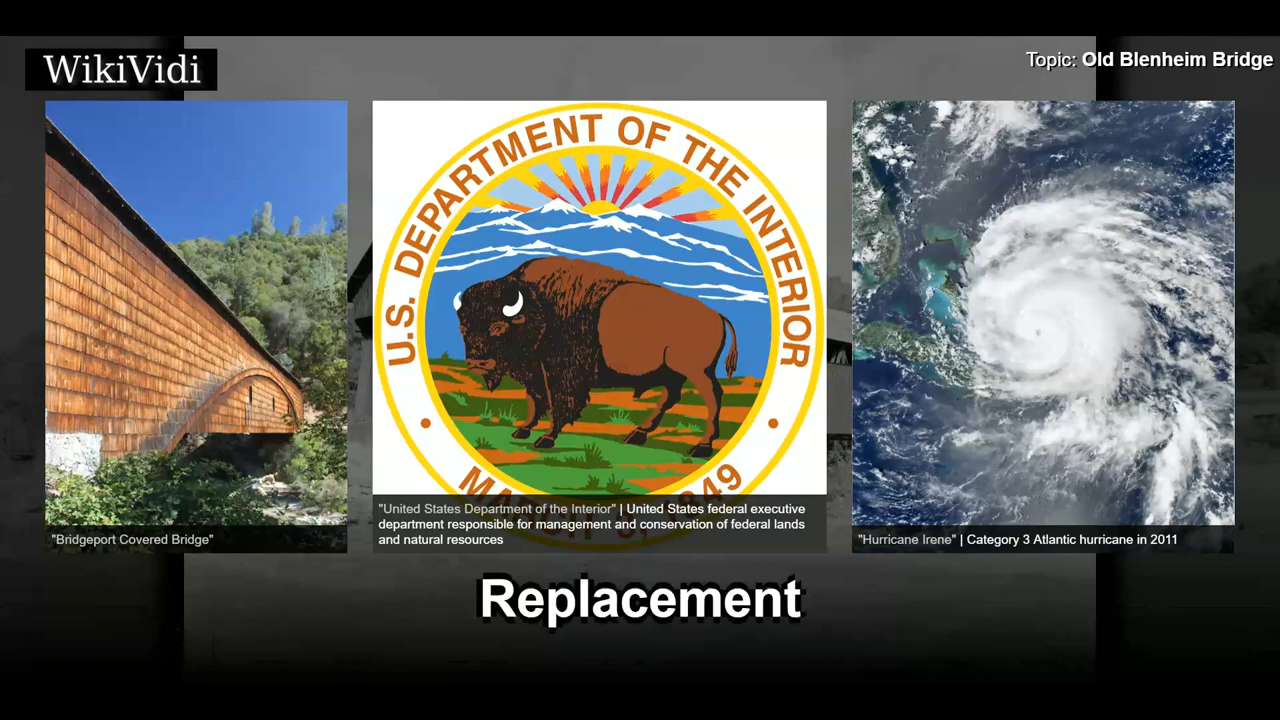 WikiVidi
Topic: Old Blenheim Bridge
U.S. DEPARTMENT OF THE INTERIOR
"Bridgeport Covered Bridge"
"United States Department of the Interior" | United States federal executive
department responsible for management and conservation of federal lands
and natural resources
"Hurricane Irene" | Category 3 Atlantic hurricane in 2011
Replacement